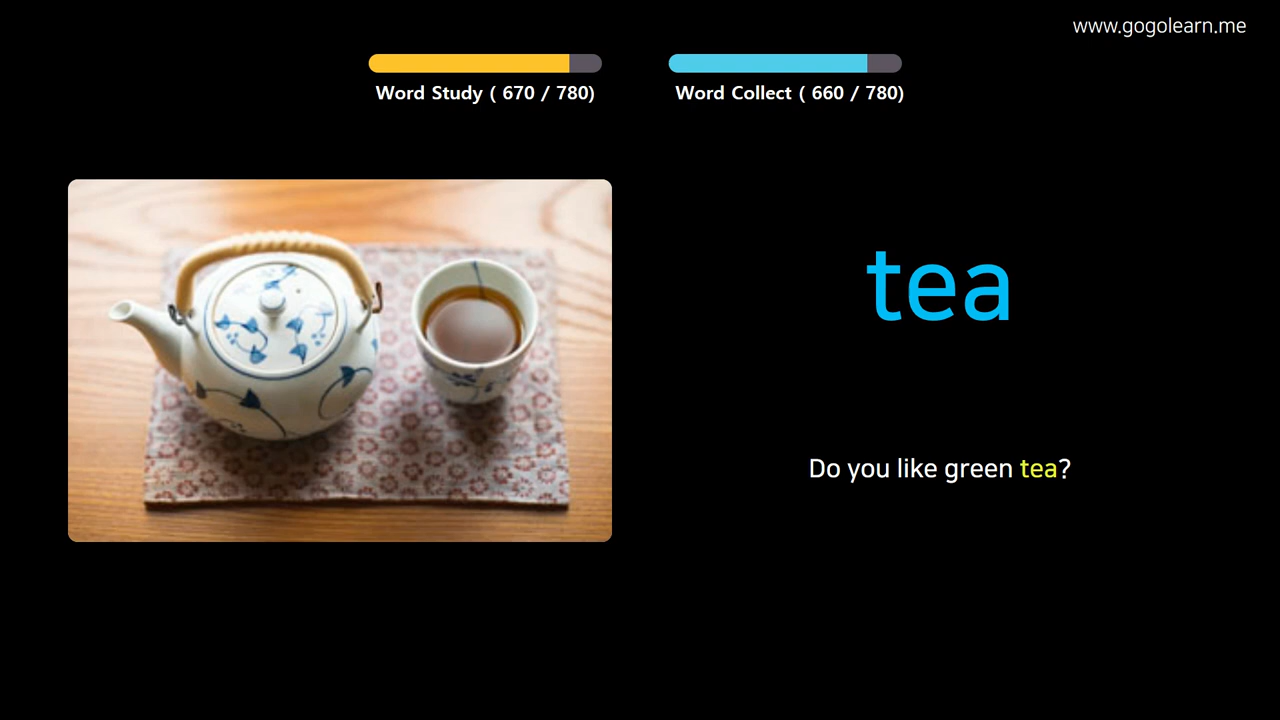 www.gogolearn.me
Word Study ( 670 / 780)
Word Collect ( 660 / 780)
tea
Do you like green tea?